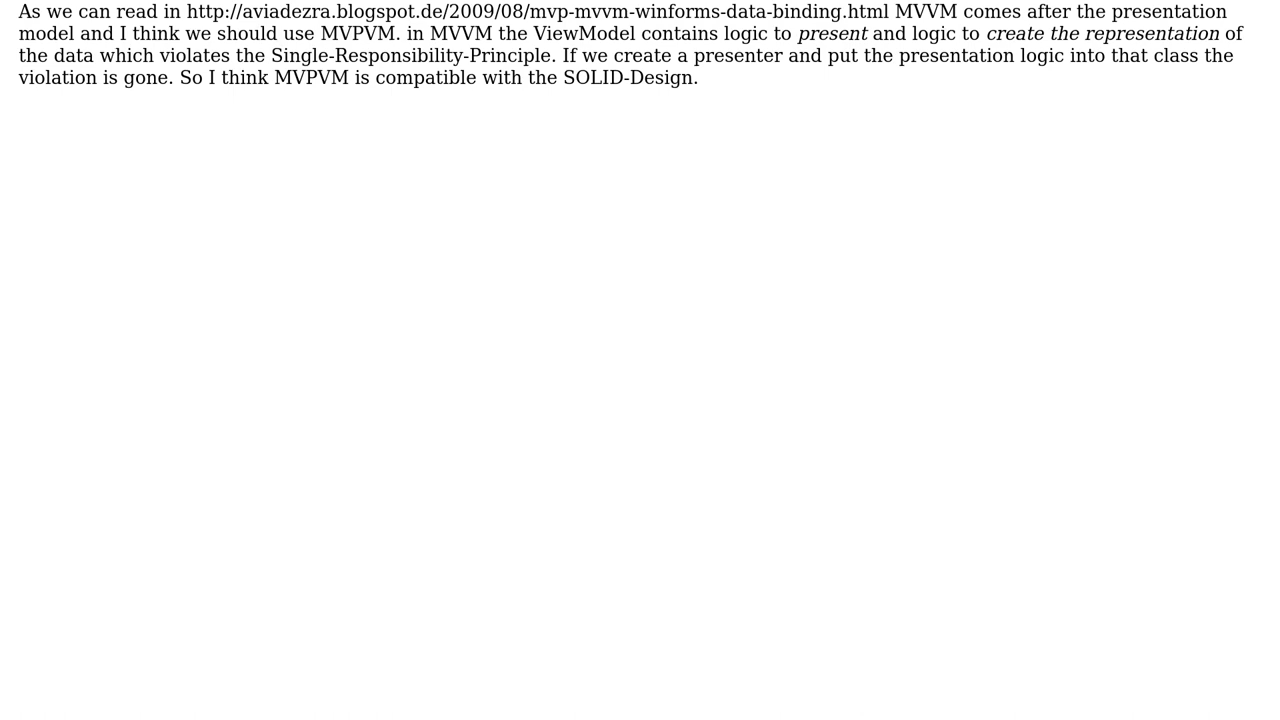 As we can read in http://aviadezra.blogspot.de/2009/08/mvp-mvvm-winforms-data-binding.html MVVM comes after the presentation
model and I think we should use MVPVM. in MVVM the ViewModel contains logic to present and logic to create the representation of
the data which violates the Single-Responsibility-Principle. If we create a presenter and put the presentation logic into that class the
violation is gone. So I think MVPVM is compatible with the SOLID-Design.